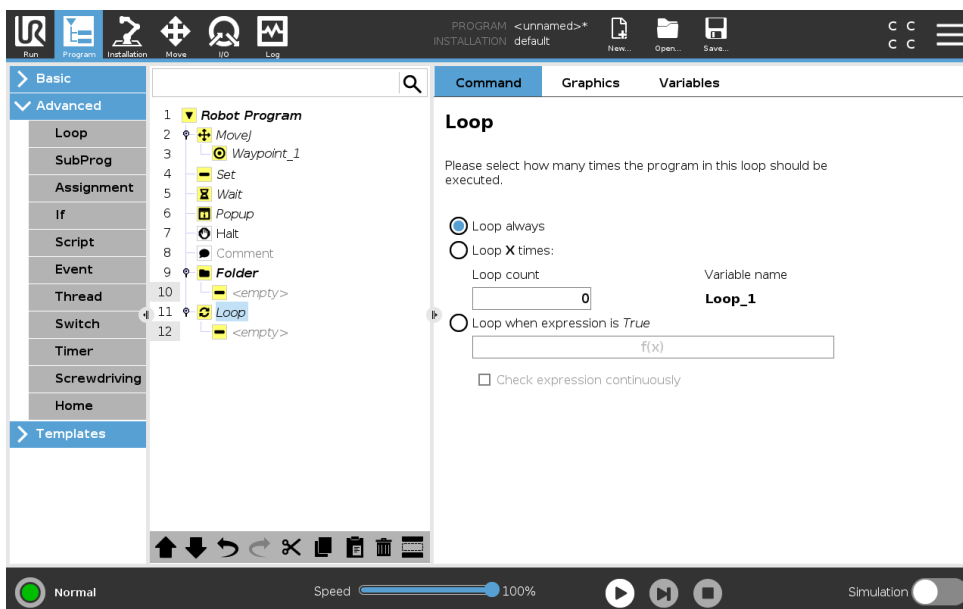 UR
PROGRAM <unnamed>*
INSTALLATION default
C C
C C
Run Program Installation Move I/O Log New... Open... Save...
Basic
Advanced
Loop
SubProg
Assignment
If
Script
Event
Thread
Switch
Timer
Screwdriving
Home
Templates
1 Robot Program
2 MoveJ
3 Waypoint_1
4 Set
5 Wait
6 Popup
7 Halt
8 Comment
9 Folder
10 <empty>
11 Loop
12 <empty>
Command Graphics Variables
Loop
Please select how many times the program in this loop should be
executed.
Loop always
Loop X times:
Loop count Variable name
0 Loop_1
Loop when expression is True
f(x)
Check expression continuously
Normal Speed 100% Simulation